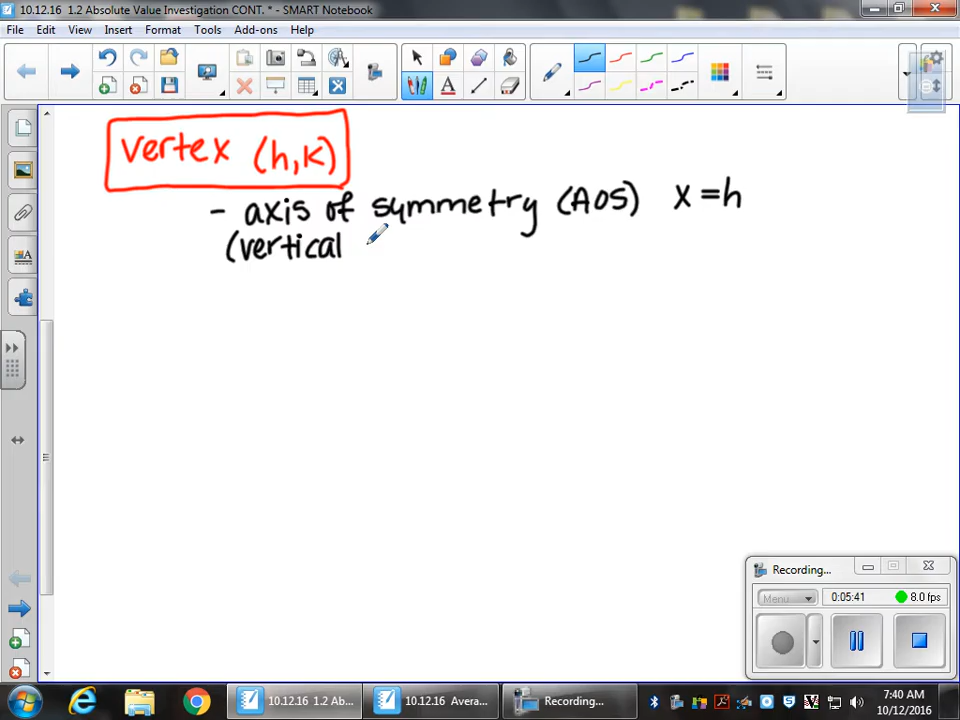 10.12.16 1.2 Absolute Value Investigation CONT. * - SMART Notebook
File Edit View Insert Format Tools Add-ons Help
vertex (h,k)
- axis of symmetry (AOS) x = h
(vertical
Recording...
Menu 0:05:41 8.0 fps
10.12.16 1.2 Ab... 10.12.16 Avera... Recording... 7:40 AM
10/12/2016